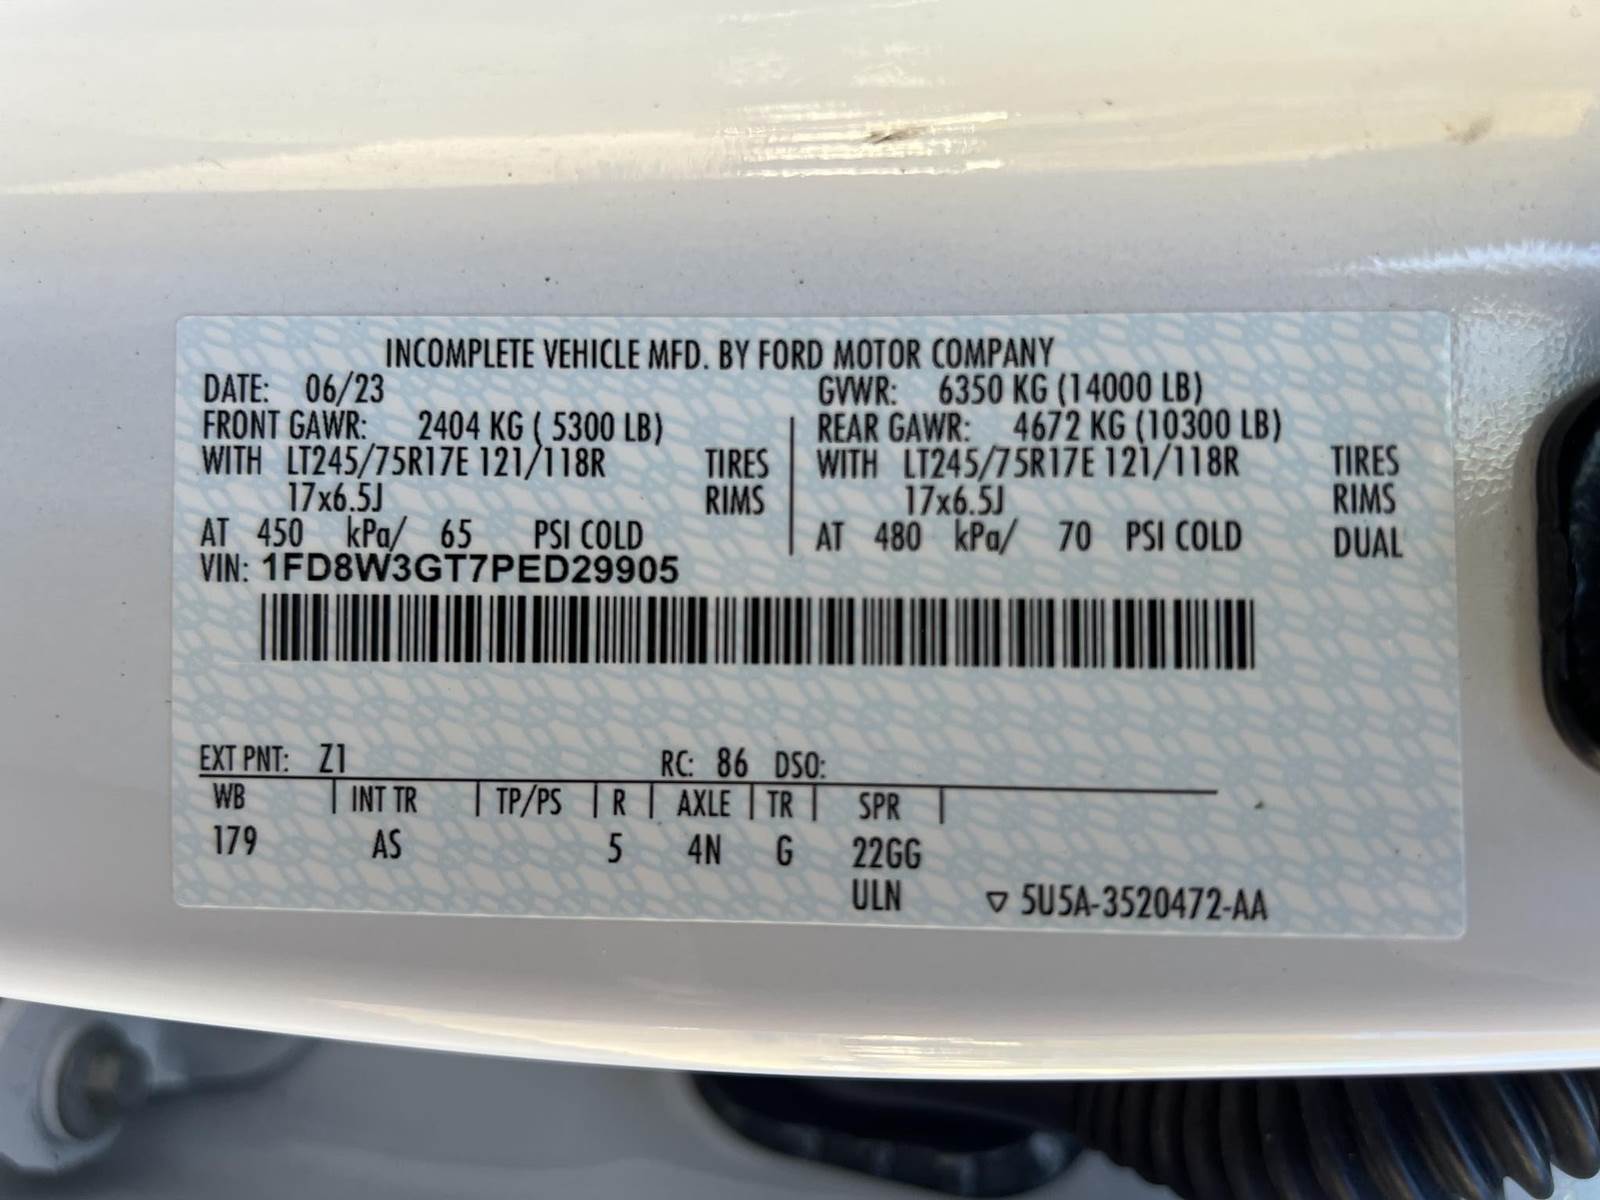 INCOMPLETE VEHICLE MFD. BY FORD MOTOR COMPANY
DATE: 06/23 GVWR: 6350 KG (14000 LB)
FRONT GAWR: 2404 KG ( 5300 LB) REAR GAWR: 4672 KG (10300 LB)
WITH LT245/75R17E 121/118R TIRES WITH LT245/75R17E 121/118R TIRES
17x6.5J RIMS 17x6.5J RIMS
AT 450 kPa/ 65 PSI COLD AT 480 kPa/ 70 PSI COLD DUAL
VIN: 1FD8W3GT7PED29905
EXT PNT: Z1 RC: 86 DSO:
WB | INT TR | TP/PS | R | AXLE | TR | SPR |
179 AS 5 4N G 22GG
ULN ▽ 5U5A-3520472-AA